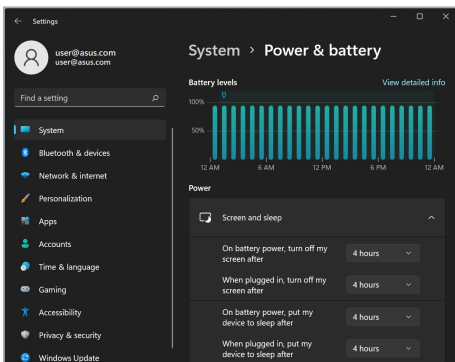 Settings
user@asus.com
user@asus.com
Find a setting
System
Bluetooth & devices
Network & internet
Personalization
Apps
Accounts
Time & language
Gaming
Accessibility
Privacy & security
Windows Update
System > Power & battery
Battery levels
View detailed info
100%
50%
12 AM 6 AM 12 PM 6 PM 12 AM
Power
Screen and sleep
On battery power, turn off my
screen after
4 hours
When plugged in, turn off my
screen after
4 hours
On battery power, put my
device to sleep after
4 hours
When plugged in, put my
device to sleep after
4 hours